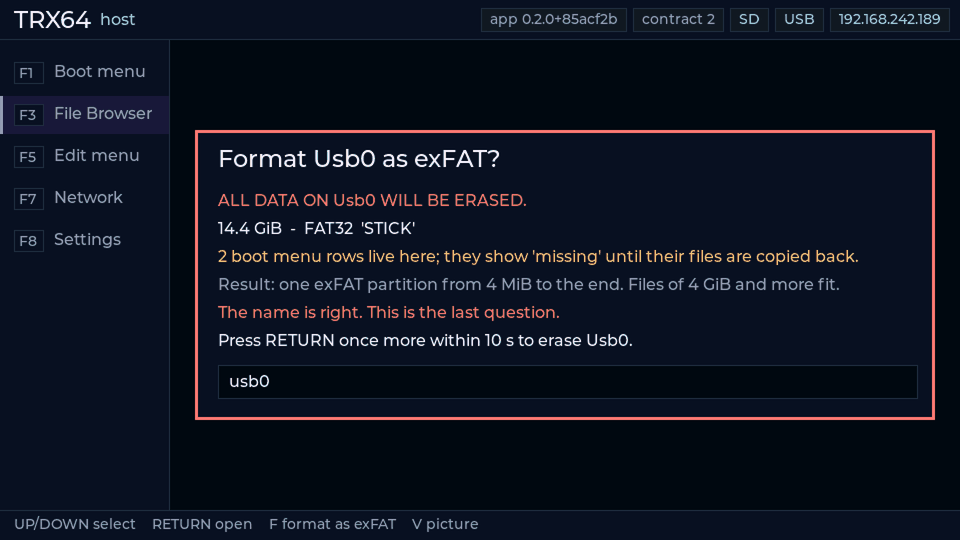 TRX64 host
app 0.2.0+85acf2b
contract 2
SD
USB
192.168.242.189
F1 Boot menu
F3 File Browser
F5 Edit menu
F7 Network
F8 Settings
Format Usb0 as exFAT?
ALL DATA ON Usb0 WILL BE ERASED.
14.4 GiB - FAT32 'STICK'
2 boot menu rows live here; they show 'missing' until their files are copied back.
Result: one exFAT partition from 4 MiB to the end. Files of 4 GiB and more fit.
The name is right. This is the last question.
Press RETURN once more within 10 s to erase Usb0.
usb0
UP/DOWN select RETURN open F format as exFAT V picture